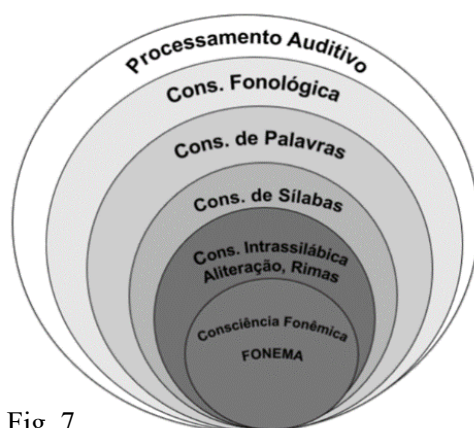 Processamento Auditivo
Cons. Fonológica
Cons. de Palavras
Cons. de Sílabas
Cons. Intrassilábica
Aliteração, Rimas
Consciência Fonêmica
FONEMA
Fig. 7